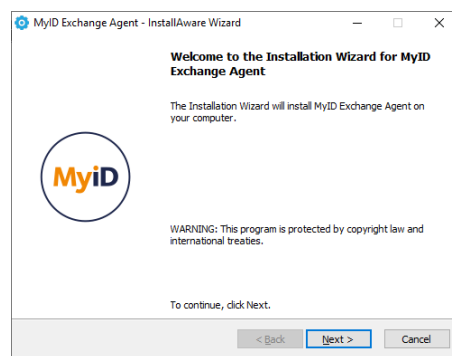 MyID Exchange Agent - InstallAware Wizard
Welcome to the Installation Wizard for MyID
Exchange Agent
The Installation Wizard will install MyID Exchange Agent on
your computer.
MyiD
WARNING: This program is protected by copyright law and
international treaties.
To continue, click Next.
< Back
Next >
Cancel